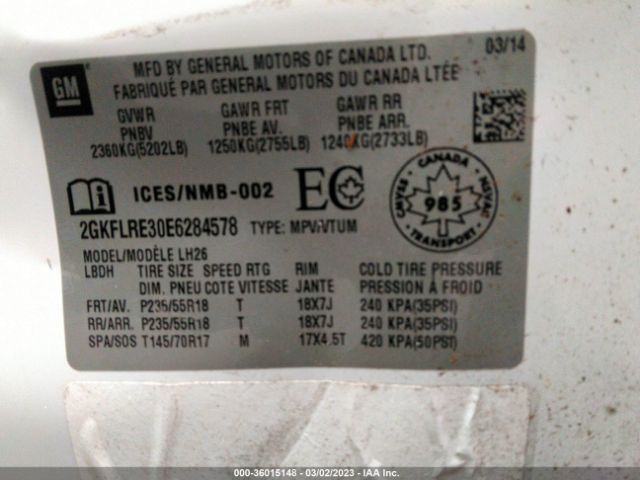 GM
MFD BY GENERAL MOTORS OF CANADA LTD. 03/14
FABRIQUÉ PAR GENERAL MOTORS DU CANADA LTÉE
GVWR GAWR FRT GAWR RR
PNBV PNBE AV. PNBE ARR.
2360KG(5202LB) 1250KG(2755LB) 1240KG(2733LB)
ICES/NMB-002 EC
CANADA
CMVSS 985 NSVAC
TRANSPORT
2GKFLRE30E6284578 TYPE: MPV/VTUM
MODEL/MODÈLE LH26
LBDH TIRE SIZE SPEED RTG RIM COLD TIRE PRESSURE
DIM. PNEU COTE VITESSE JANTE PRESSION À FROID
FRT/AV. P235/55R18 T 18X7J 240 KPA(35PSI)
RR/ARR. P235/55R18 T 18X7J 240 KPA(35PSI)
SPA/SOS T145/70R17 M 17X4.5T 420 KPA(50PSI)
000-36015148 - 03/02/2023 - IAA Inc.